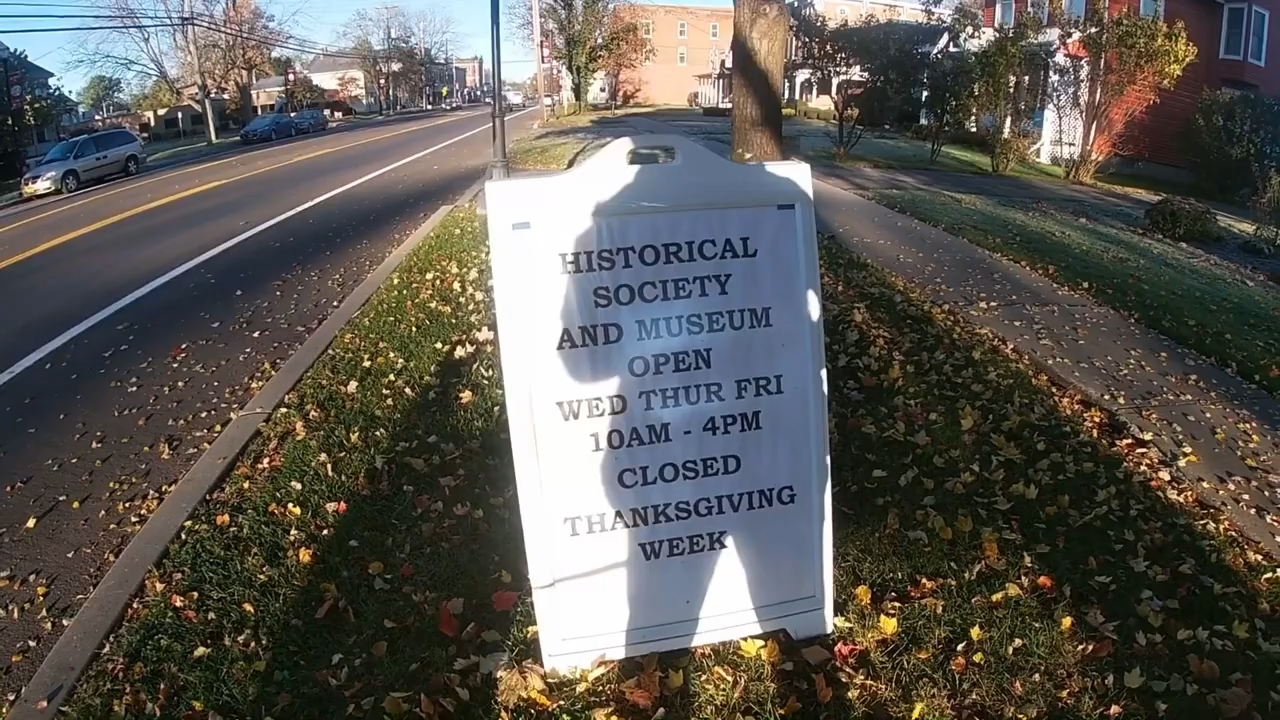 HISTORICAL
SOCIETY
AND MUSEUM
OPEN
WED THUR FRI
10AM - 4PM
CLOSED
THANKSGIVING
WEEK